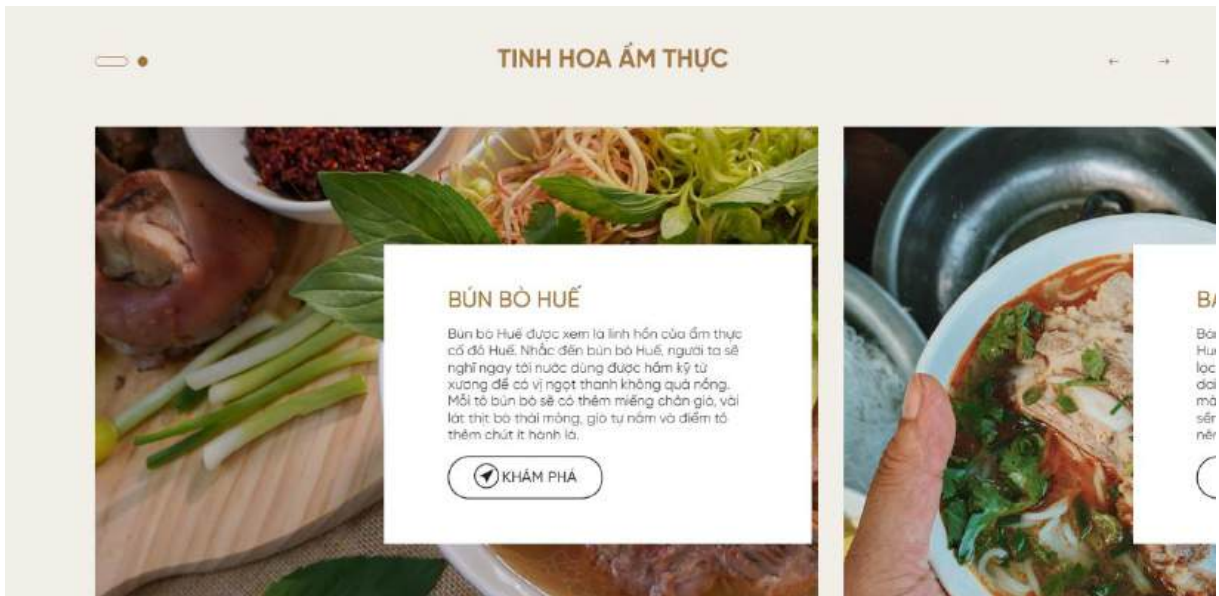 TINH HOA ẨM THỰC
BÚN BÒ HUẾ
Bún bò Huế được xem là linh hồn của ẩm thực
cố đô Huế. Nhắc đến bún bò Huế, người ta sẽ
nghĩ ngay tới nước dùng được hầm kỹ từ
xương để có vị ngọt thanh không quá nồng.
Mỗi tô bún bò sẽ có thêm miếng chân giò, vài
lát thịt bò thái mỏng, giò tự nắm và điểm tô
thêm chút ít hành lá.
KHÁM PHÁ